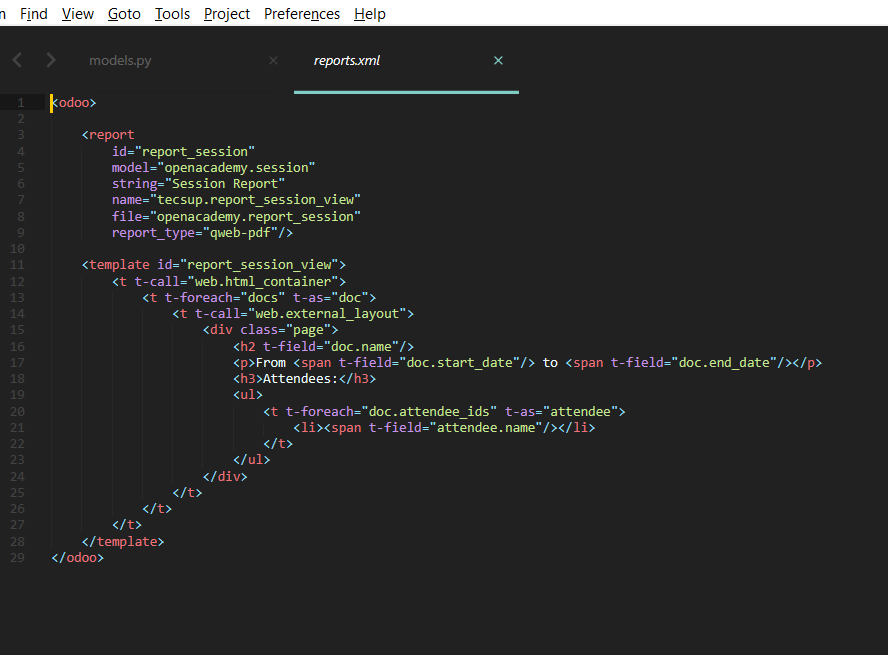 n Find View Goto Tools Project Preferences Help
models.py × reports.xml ×
1 <odoo>
2
3 <report
4 id="report_session"
5 model="openacademy.session"
6 string="Session Report"
7 name="tecsup.report_session_view"
8 file="openacademy.report_session"
9 report_type="qweb-pdf"/>
10
11 <template id="report_session_view">
12 <t t-call="web.html_container">
13 <t t-foreach="docs" t-as="doc">
14 <t t-call="web.external_layout">
15 <div class="page">
16 <h2 t-field="doc.name"/>
17 <p>From <span t-field="doc.start_date"/> to <span t-field="doc.end_date"/></p>
18 <h3>Attendees:</h3>
19 <ul>
20 <t t-foreach="doc.attendee_ids" t-as="attendee">
21 <li><span t-field="attendee.name"/></li>
22 </t>
23 </ul>
24 </div>
25 </t>
26 </t>
27 </t>
28 </template>
29 </odoo>